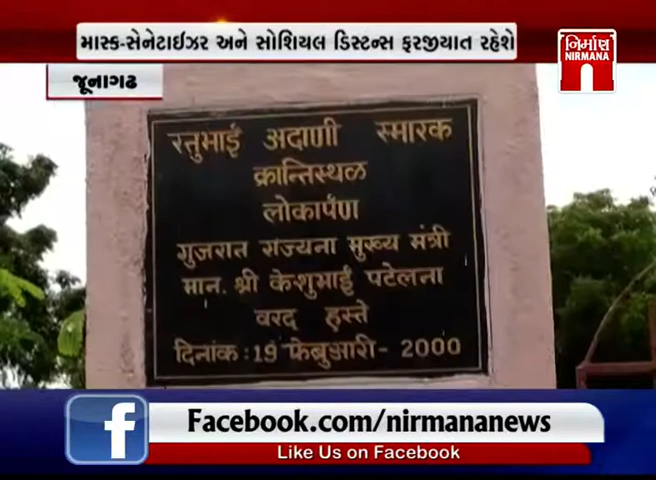 માસ્ક-સેનેટાઈઝર અને સોશિયલ ડિસ્ટન્સ ફરજીયાત રહેશે
निर्माण
NIRMANA
જૂનાગઢ
રતુભાઈ અદાણી સ્મારક
ક્રાન્તિસ્થળ
લોકાર્પણ
ગુજરાત રાજ્યના મુખ્ય મંત્રી
માન. શ્રી કેશુભાઈ પટેલના
વરદ્ હસ્તે
દિનાંક : 19 ફેબ્રુઆરી - 2000
Facebook.com/nirmananews
Like Us on Facebook